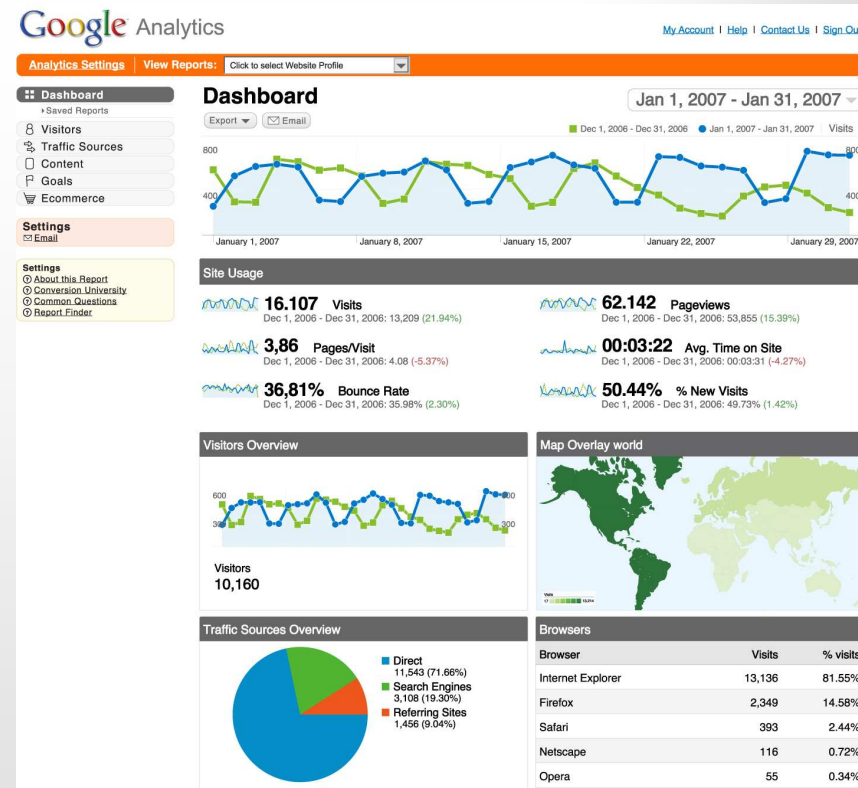 Google Analytics
My Account | Help | Contact Us | Sign Ou
Analytics Settings | View Reports: Click to select Website Profile
Dashboard
Saved Reports
Visitors
Traffic Sources
Content
Goals
Ecommerce
Settings
Email
Settings
About this Report
Conversion University
Common Questions
Report Finder
Dashboard
Jan 1, 2007 - Jan 31, 2007
Export
Email
Dec 1, 2006 - Dec 31, 2006 Jan 1, 2007 - Jan 31, 2007 Visits
800 800
400 400
January 1, 2007 January 8, 2007 January 15, 2007 January 22, 2007 January 29, 2007
Site Usage
16.107 Visits
Dec 1, 2006 - Dec 31, 2006: 13,209 (21.94%)
62.142 Pageviews
Dec 1, 2006 - Dec 31, 2006: 53,855 (15.39%)
3,86 Pages/Visit
Dec 1, 2006 - Dec 31, 2006: 4.08 (-5.37%)
00:03:22 Avg. Time on Site
Dec 1, 2006 - Dec 31, 2006: 00:03:31 (-4.27%)
36,81% Bounce Rate
Dec 1, 2006 - Dec 31, 2006: 35.98% (2.30%)
50.44% % New Visits
Dec 1, 2006 - Dec 31, 2006: 49.73% (1.42%)
Visitors Overview
600 600
300 300
Visitors
10,160
Map Overlay world
Visits
Traffic Sources Overview
Direct
11,543 (71.66%)
Search Engines
3,108 (19.30%)
Referring Sites
1,456 (9.04%)
Browsers
Browser Visits % visits
Internet Explorer 13,136 81.55%
Firefox 2,349 14.58%
Safari 393 2.44%
Netscape 116 0.72%
Opera 55 0.34%